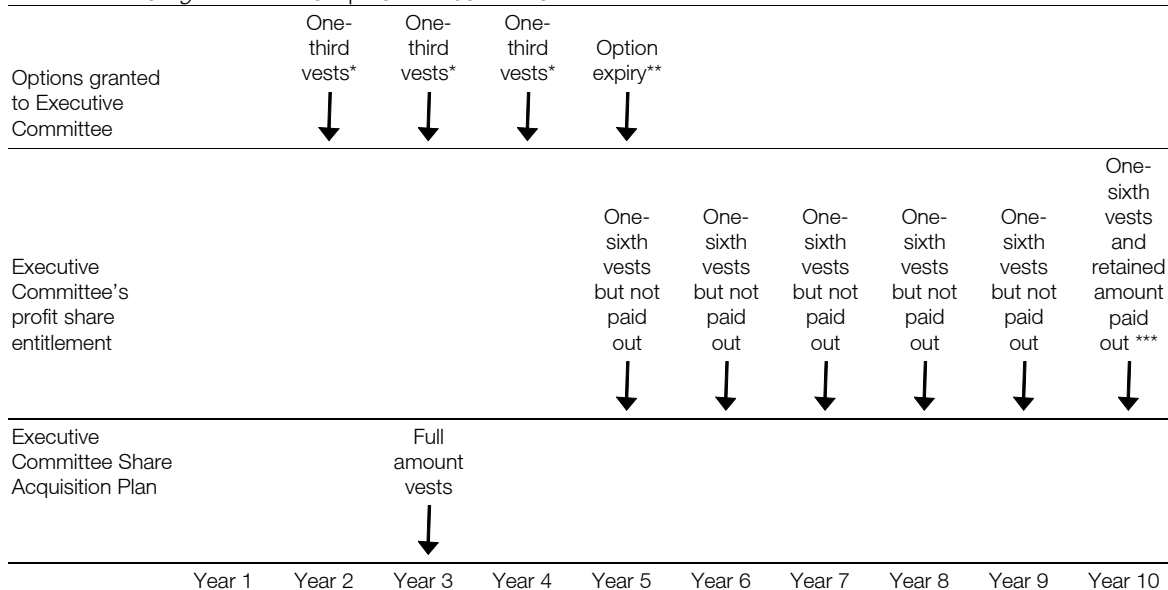 One-
third
vests*
One-
third
vests*
One-
third
vests*
Option
expiry**
Options granted
to Executive
Committee
One-
sixth
vests
but not
paid
out
One-
sixth
vests
but not
paid
out
One-
sixth
vests
but not
paid
out
One-
sixth
vests
but not
paid
out
One-
sixth
vests
but not
paid
out
One-
sixth
vests
and
retained
amount
paid
out ***
Executive
Committee's
profit share
entitlement
Executive
Committee Share
Acquisition Plan
Full
amount
vests
Year 1 Year 2 Year 3 Year 4 Year 5 Year 6 Year 7 Year 8 Year 9 Year 10